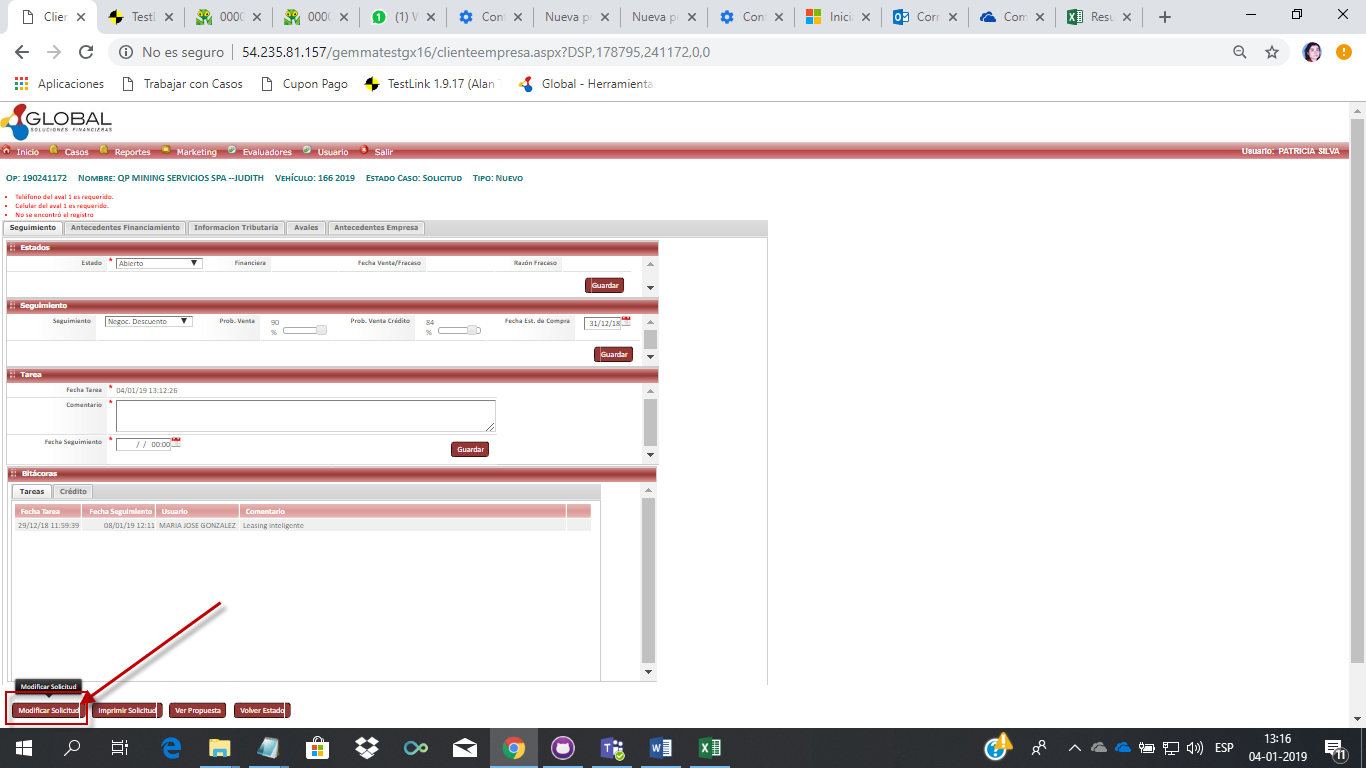 Clier
TestL
0000
0000
(1) W
Cont
Nueva pe
Nueva pe
Cont
Inicia
Corr
Com
Resu
No es seguro | 54.235.81.157/gemmatestgx16/clienteempresa.aspx?DSP,178795,241172,0,0
Aplicaciones Trabajar con Casos Cupon Pago TestLink 1.9.17 (Alan Global - Herramienta
GLOBAL
SOLUCIONES FINANCIERAS
Inicio Casos Reportes Marketing Evaluadores Usuario Salir Usuario: PATRICIA SILVA
Op: 190241172 Nombre: QP MINING SERVICIOS SPA --JUDITH Vehículo: 166 2019 Estado Caso: Solicitud Tipo: Nuevo
Teléfono del aval 1 es requerido.
Celular del aval 1 es requerido.
No se encontró el registro
Seguimiento Antecedentes Financiamiento Informacion Tributaria Avales Antecedentes Empresa
Estados
Estado * Abierto Financiera Fecha Venta/Fracaso Razón Fracaso
Guardar
Seguimiento
Seguimiento Negoc. Descuento Prob. Venta 90 % Prob. Venta Crédito 84 % Fecha Est. de Compra 31/12/18
Guardar
Tarea
Fecha Tarea * 04/01/19 13:12:26
Comentario *
Fecha Seguimiento * / / 00:00
Guardar
Bitácoras
Tareas Crédito
Fecha Tarea Fecha Seguimiento Usuario Comentario
29/12/18 11:59:39 08/01/19 12:11 MARIA JOSE GONZALEZ Leasing inteligente
Modificar Solicitud
Modificar Solicitud Imprimir Solicitud Ver Propuesta Volver Estado
ESP
13:16
04-01-2019
11